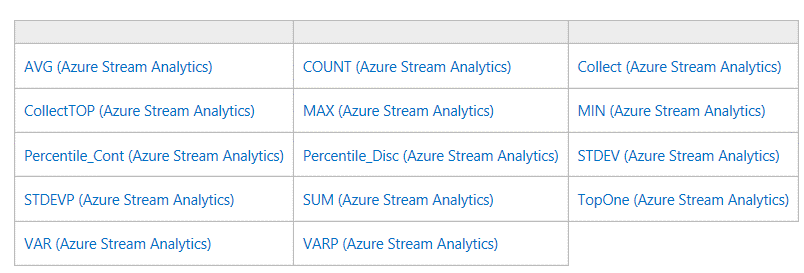 AVG (Azure Stream Analytics)
COUNT (Azure Stream Analytics)
Collect (Azure Stream Analytics)
CollectTOP (Azure Stream Analytics)
MAX (Azure Stream Analytics)
MIN (Azure Stream Analytics)
Percentile_Cont (Azure Stream Analytics)
Percentile_Disc (Azure Stream Analytics)
STDEV (Azure Stream Analytics)
STDEVP (Azure Stream Analytics)
SUM (Azure Stream Analytics)
TopOne (Azure Stream Analytics)
VAR (Azure Stream Analytics)
VARP (Azure Stream Analytics)